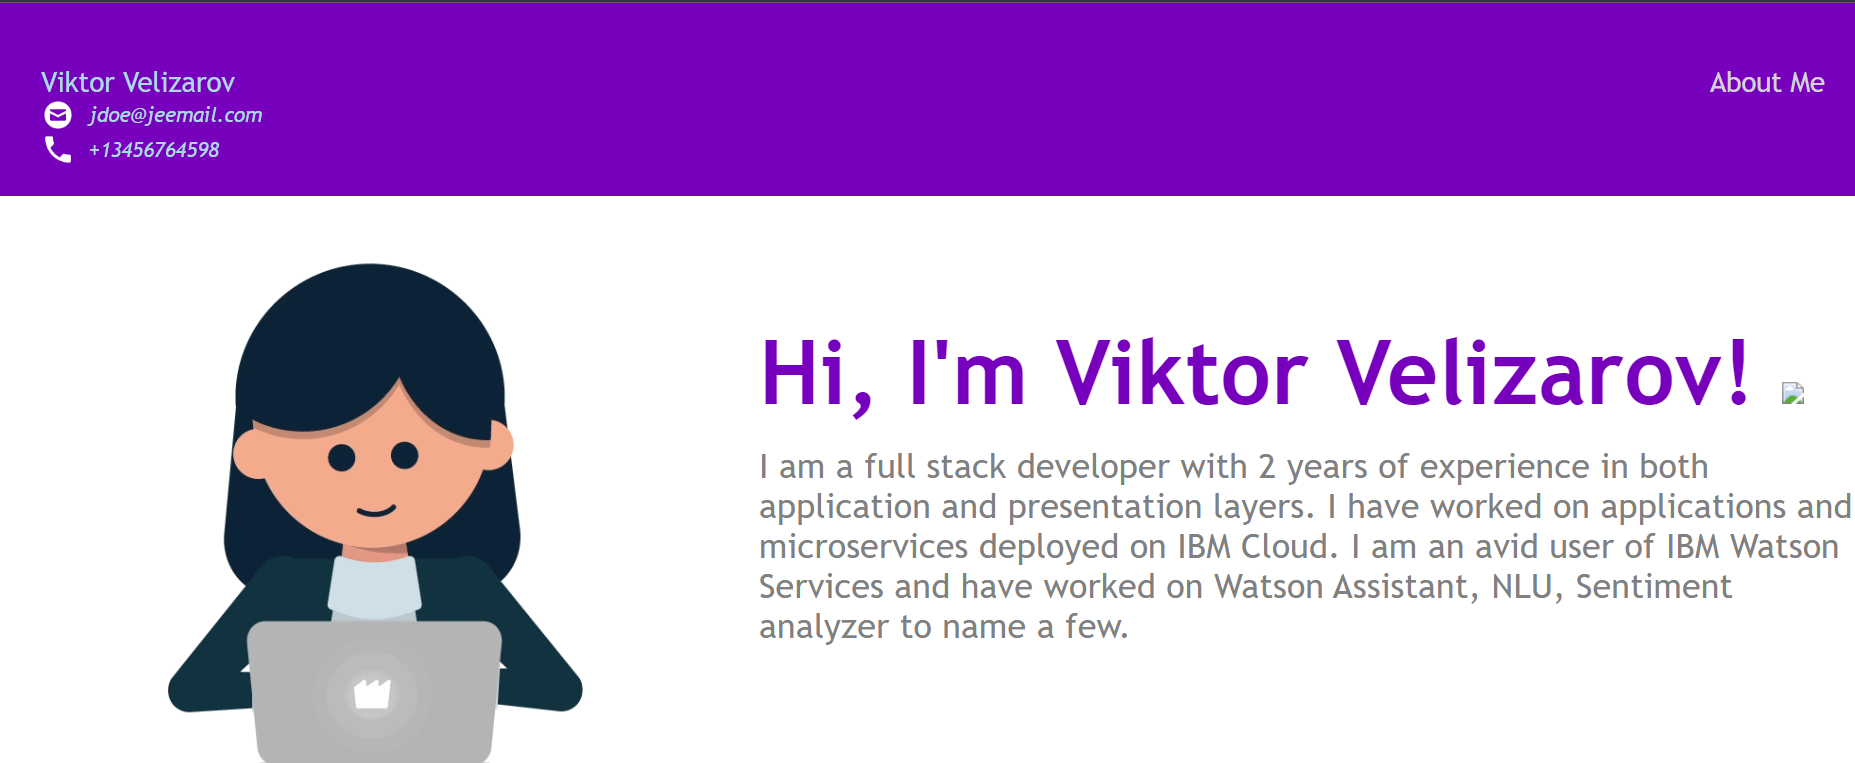 Viktor Velizarov
About Me
jdoe@jeemail.com
+13456764598
Hi, I'm Viktor Velizarov!
I am a full stack developer with 2 years of experience in both
application and presentation layers. I have worked on applications and
microservices deployed on IBM Cloud. I am an avid user of IBM Watson
Services and have worked on Watson Assistant, NLU, Sentiment
analyzer to name a few.